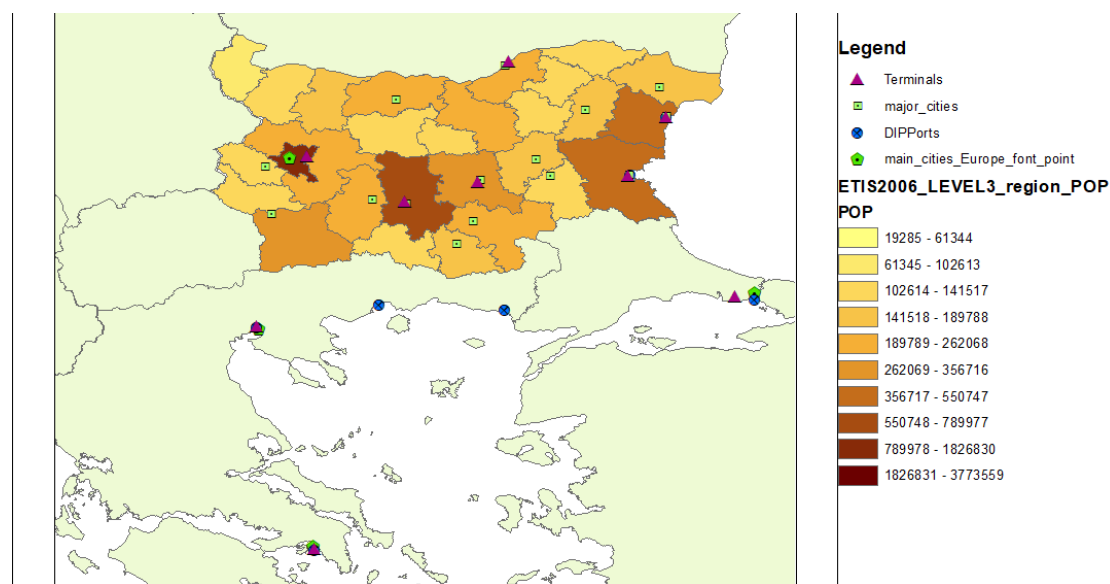 Legend
Terminals
major_cities
DIPPorts
main_cities_Europe_font_point
ETIS2006_LEVEL3_region_POP
POP
19285 - 61344
61345 - 102613
102614 - 141517
141518 - 189788
189789 - 262068
262069 - 356716
356717 - 550747
550748 - 789977
789978 - 1826830
1826831 - 3773559